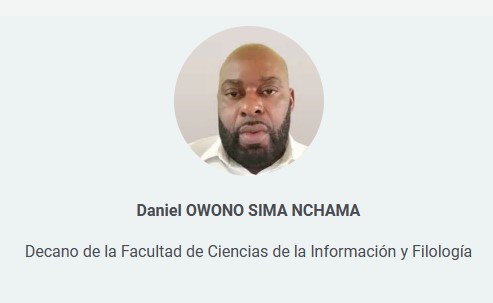 Daniel OWONO SIMA NCHAMA
Decano de la Facultad de Ciencias de la Información y Filología